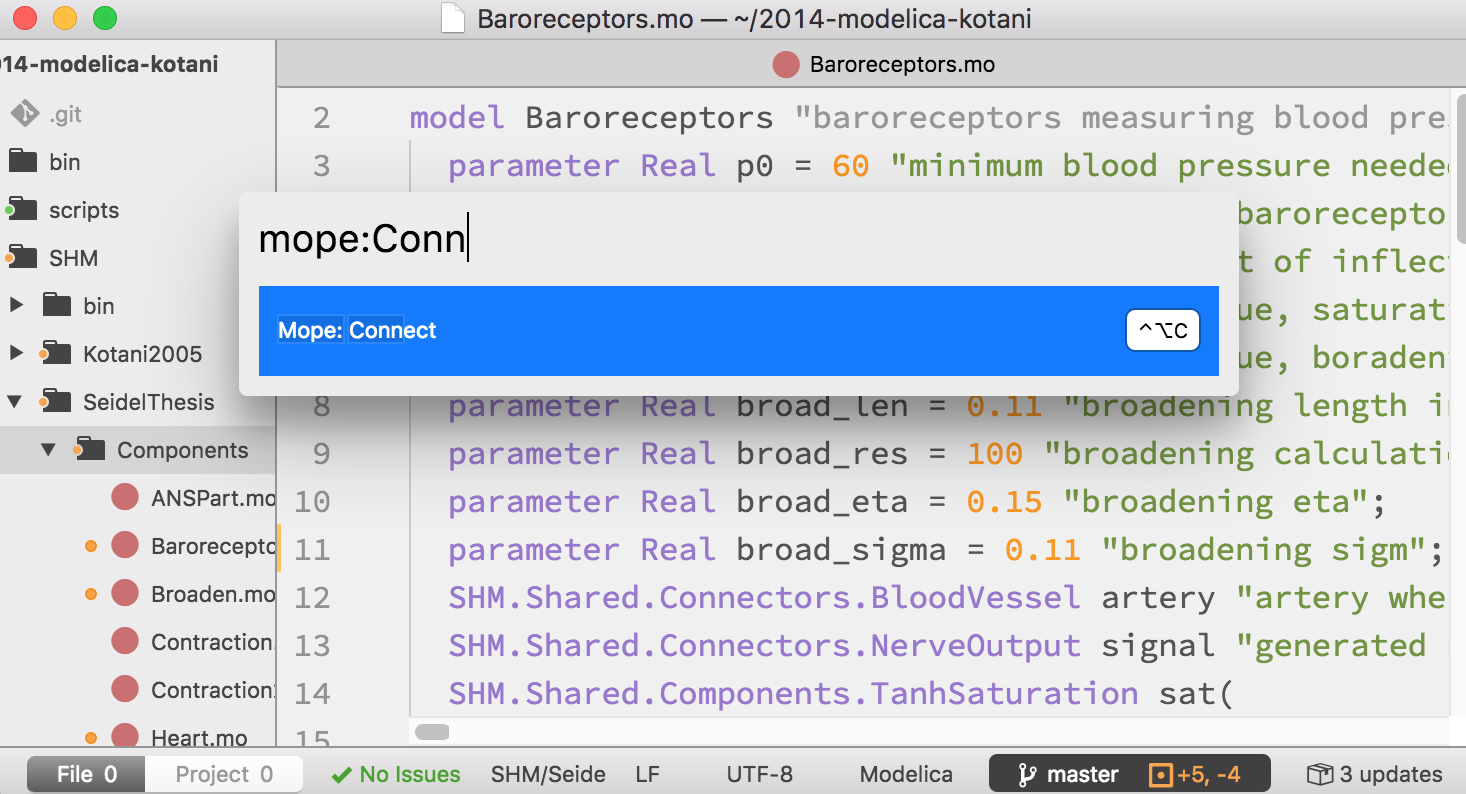 Baroreceptors.mo — ~/2014-modelica-kotani
14-modelica-kotani
.git
bin
scripts
SHM
bin
Kotani2005
SeidelThesis
Components
ANSPart.mo
Barorecepto
Broaden.mo
Contraction.
Contraction
Heart.mo
Baroreceptors.mo
2 model Baroreceptors "baroreceptors measuring blood pre
3 parameter Real p0 = 60 "minimum blood pressure neede
barorecepto
t of inflec
ue, saturat
ue, boraden
mope:Conn
Mope: Connect ^⌥C
8 parameter Real broad_len = 0.11 "broadening length i
9 parameter Real broad_res = 100 "broadening calculati
10 parameter Real broad_eta = 0.15 "broadening eta";
11 parameter Real broad_sigma = 0.11 "broadening sigm";
12 SHM.Shared.Connectors.BloodVessel artery "artery whe
13 SHM.Shared.Connectors.NerveOutput signal "generated
14 SHM.Shared.Components.TanhSaturation sat(
15
File 0 Project 0 No Issues SHM/Seide LF UTF-8 Modelica master +5, -4 3 updates